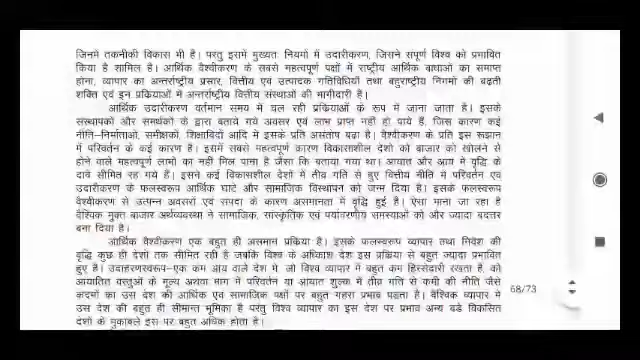 जिनमें तकनीकी विकास भी है। परंतु इसमें मुख्यतः नियमों में उदारीकरण, जिसने संपूर्ण विश्व को प्रभावित
किया है शामिल है। आर्थिक वैश्वीकरण के सबसे महत्वपूर्ण पक्षों में राष्ट्रीय आर्थिक बाधाओं का समाप्त
होना, व्यापार का अन्तर्राष्ट्रीय प्रसार, वित्तीय एवं उत्पादक गतिविधियाँ तथा बहुराष्ट्रीय निगमों की बढ़ती
शक्ति एवं इन प्रक्रियाओं में अन्तर्राष्ट्रीय वित्तीय संस्थाओं की भागीदारी हैं।
आर्थिक उदारीकरण वर्तमान समय में चल रही प्रक्रियाओं के रूप में जाना जाता है। इसके
संस्थापकों और समर्थकों के द्वारा बताये गये अवसर एवं लाभ प्राप्त नहीं हो पाये हैं, जिस कारण कई
नीति–निर्माताओं, समीक्षकों, शिक्षाविदों आदि में इसके प्रति असंतोष बढ़ा है। वैश्वीकरण के प्रति इस रूझान
में परिवर्तन के कई कारण हैं। इसमें सबसे महत्वपूर्ण कारण विकासशील देशों को बाजार को खोलने से
होने वाले महत्वपूर्ण लाभों का नहीं मिल पाना है जैसा कि बताया गया था। आयात और आय में वृद्धि के
दावे सीमित रह गये हैं। इसने कई विकासशील देशों में तीव्र गति से हुए वित्तीय नीति में परिवर्तन एवं
उदारीकरण के फलस्वरूप आर्थिक घाटे और सामाजिक विस्थापन को जन्म दिया है। इसके फलस्वरूप
वैश्वीकरण से उत्पन्न अवसरों एवं संपदा के कारण असमानता में वृद्धि हुई है। ऐसा माना जा रहा है
वैश्विक मुक्त बाजार अर्थव्यवस्था ने सामाजिक, सांस्कृतिक एवं पर्यावरणीय समस्याओं को और ज्यादा बदत्तर
बना दिया है।
आर्थिक वैश्वीकरण एक बहुत ही असमान प्रक्रिया है। इसके फलस्वरूप व्यापार तथा निवेश की
वृद्धि कुछ ही देशों तक सीमित रही है जबकि विश्व के अधिकांश देश इस प्रक्रिया से बहुत ज्यादा प्रभावित
हुए है। उदाहरणस्वरूप–एक कम आय वाले देश में जो विश्व व्यापार में बहुत कम हिस्सेदारी रखता है, को
आयातित वस्तुओं के मूल्य अथवा मांग में परिवर्तन या आयात शुल्क में तीव्र गति से कमी की नीति जैसे
कदमों का उस देश की आर्थिक एवं सामाजिक पक्षों पर बहुत गहरा प्रभाव पड़ता है। वैश्विक व्यापार में
उस देश की बहुत ही सीमान्त भूमिका है परंतु विश्व व्यापार का इस देश पर प्रभाव अन्य बड़े विकसित
देशों के मुकाबले इस पर बहुत अधिक होता है।
68/73